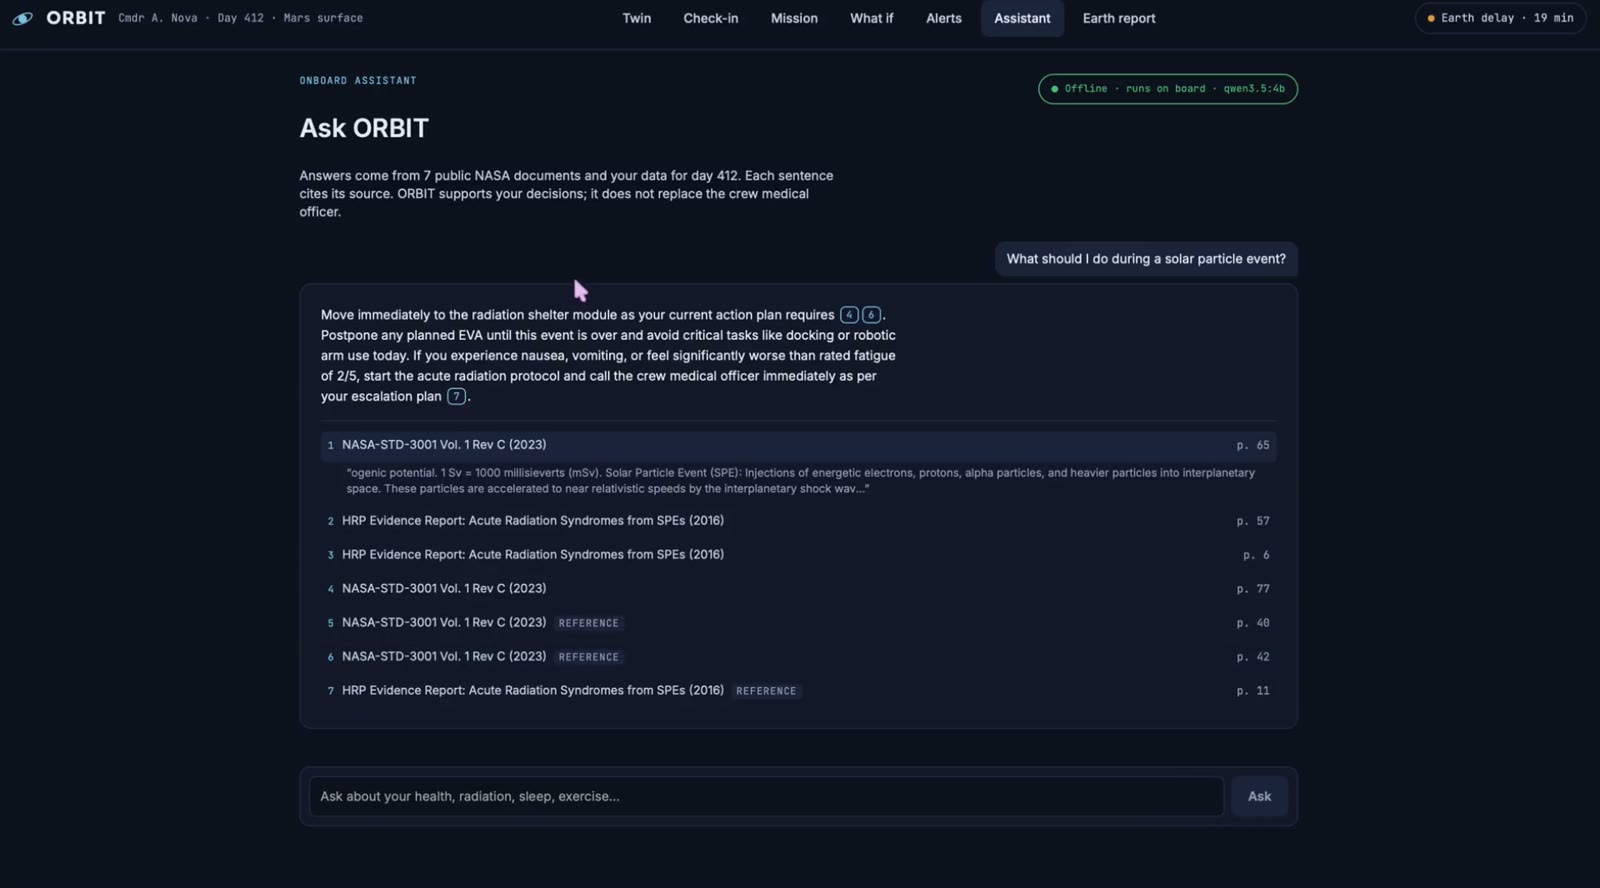 ORBIT Cmdr A. Nova · Day 412 · Mars surface Twin Check-in Mission What if Alerts Assistant Earth report Earth delay · 19 min
ONBOARD ASSISTANT
Offline · runs on board · qwen3.5:4b
Ask ORBIT
Answers come from 7 public NASA documents and your data for day 412. Each sentence
cites its source. ORBIT supports your decisions; it does not replace the crew medical
officer.
What should I do during a solar particle event?
Move immediately to the radiation shelter module as your current action plan requires 4 6.
Postpone any planned EVA until this event is over and avoid critical tasks like docking or robotic
arm use today. If you experience nausea, vomiting, or feel significantly worse than rated fatigue
of 2/5, start the acute radiation protocol and call the crew medical officer immediately as per
your escalation plan 7.
1 NASA-STD-3001 Vol. 1 Rev C (2023) p. 65
"ogenic potential. 1 Sv = 1000 millisieverts (mSv). Solar Particle Event (SPE): Injections of energetic electrons, protons, alpha particles, and heavier particles into interplanetary
space. These particles are accelerated to near relativistic speeds by the interplanetary shock wav..."
2 HRP Evidence Report: Acute Radiation Syndromes from SPEs (2016) p. 57
3 HRP Evidence Report: Acute Radiation Syndromes from SPEs (2016) p. 6
4 NASA-STD-3001 Vol. 1 Rev C (2023) p. 77
5 NASA-STD-3001 Vol. 1 Rev C (2023) REFERENCE p. 40
6 NASA-STD-3001 Vol. 1 Rev C (2023) REFERENCE p. 42
7 HRP Evidence Report: Acute Radiation Syndromes from SPEs (2016) REFERENCE p. 11
Ask about your health, radiation, sleep, exercise... Ask